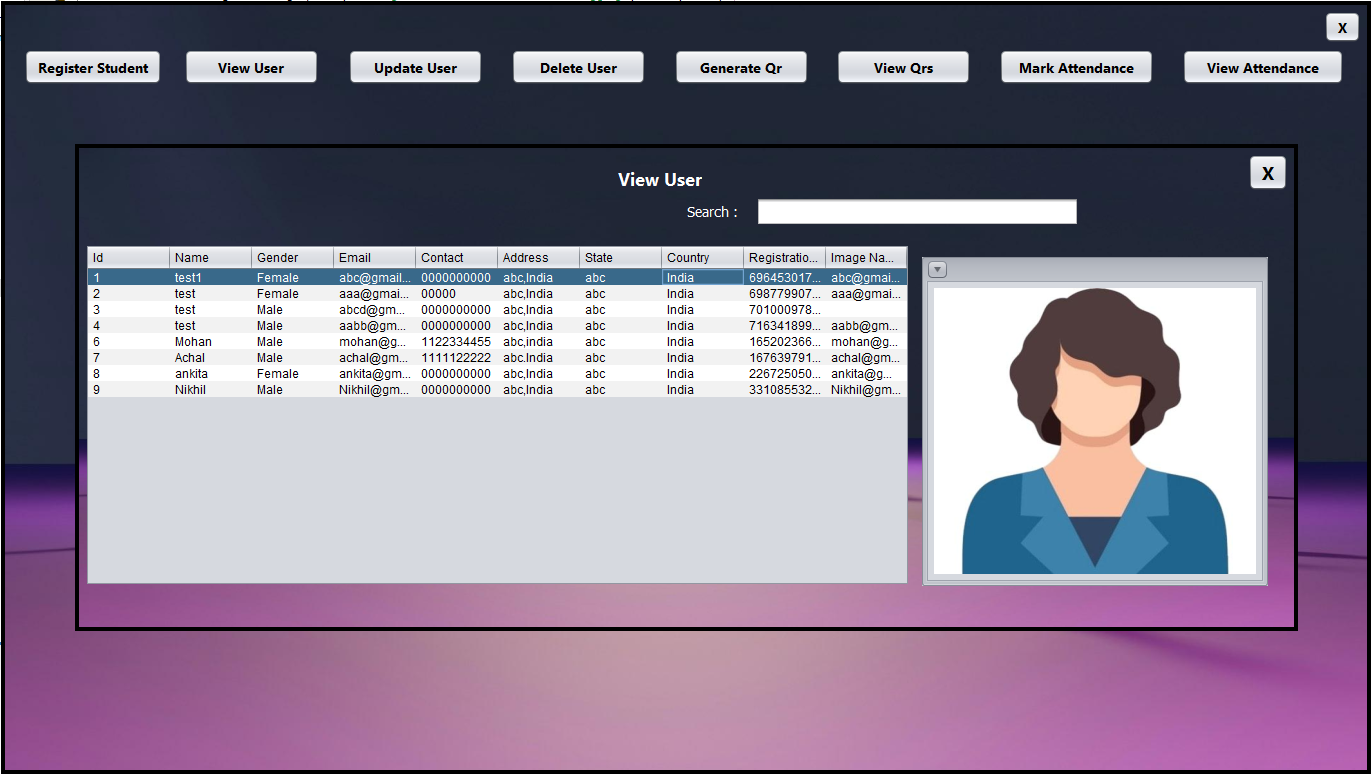 X
Register Student View User Update User Delete User Generate Qr View Qrs Mark Attendance View Attendance
View User
X
Search :
Id Name Gender Email Contact Address State Country Registratio... Image Na...
1 test1 Female abc@gmail... 0000000000 abc,India abc India 696453017... abc@gmai...
2 test Female aaa@gmai... 00000 abc,India abc India 698779907... aaa@gmai...
3 test Male abcd@gm... 0000000000 abc,India abc India 701000978...
4 test Male aabb@gm... 0000000000 abc,India abc India 716341899... aabb@gm...
6 Mohan Male mohan@g... 1122334455 abc,india abc India 165202366... mohan@g...
7 Achal Male achal@gm... 1111122222 abc,India abc India 167639791... achal@gm...
8 ankita Female ankita@gm... 0000000000 abc,India abc India 226725050... ankita@g...
9 Nikhil Male Nikhil@gm... 0000000000 abc,India abc India 331085532... Nikhil@gm...